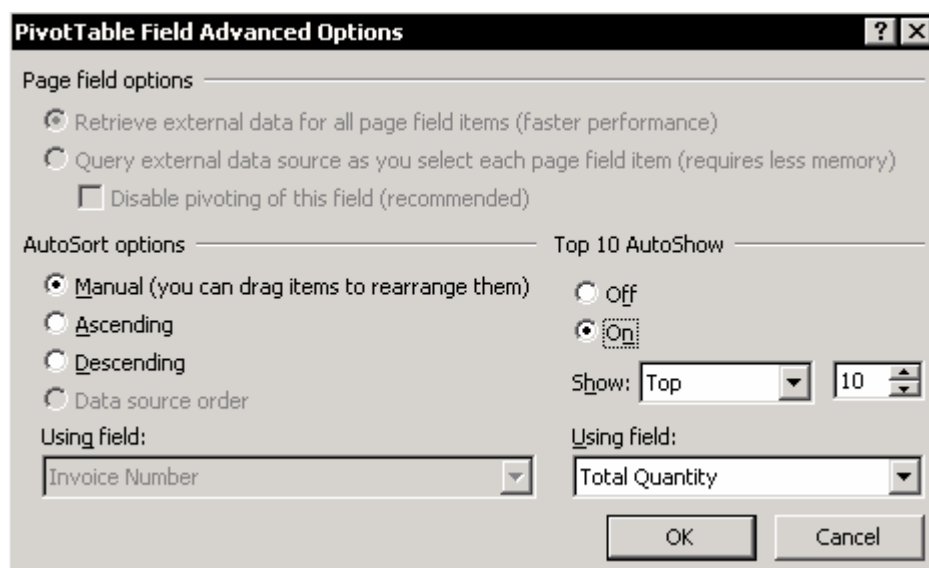 PivotTable Field Advanced Options
Page field options
Retrieve external data for all page field items (faster performance)
Query external data source as you select each page field item (requires less memory)
Disable pivoting of this field (recommended)
AutoSort options
Manual (you can drag items to rearrange them)
Ascending
Descending
Data source order
Using field:
Invoice Number
Top 10 AutoShow
Off
On
Show: Top 10
Using field:
Total Quantity
OK Cancel